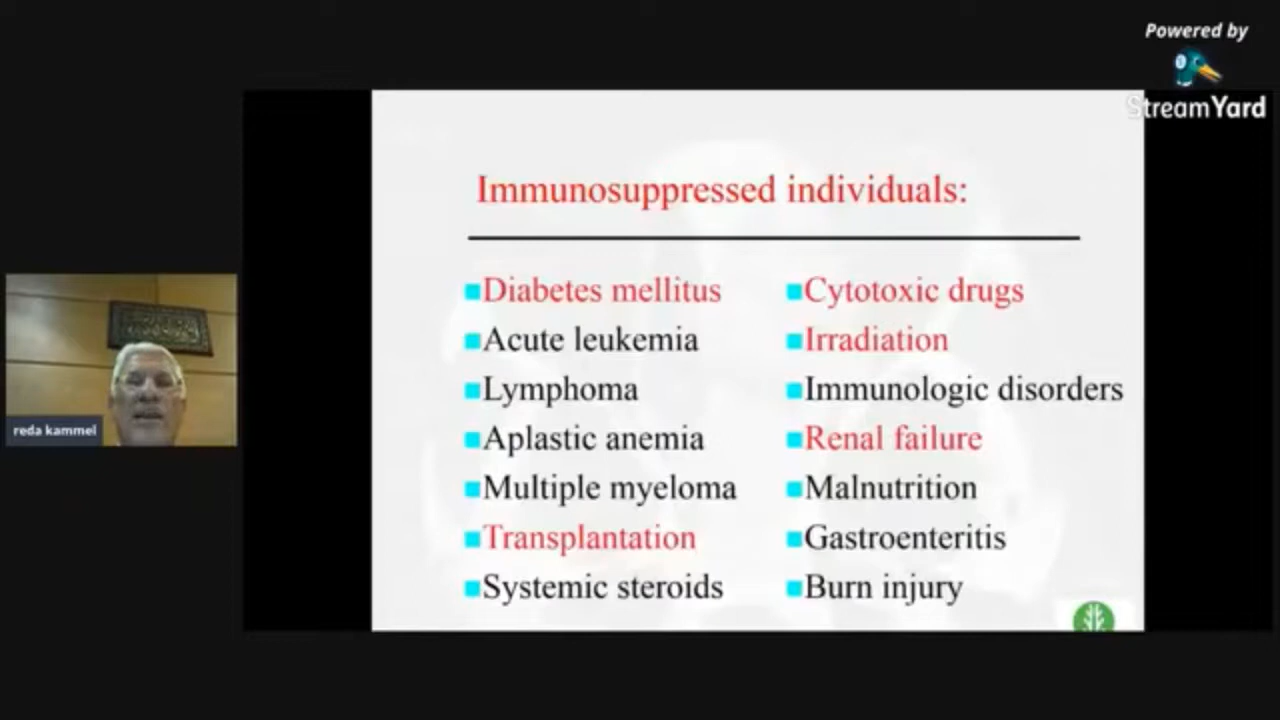 Powered by
StreamYard
Immunosuppressed individuals:
Diabetes mellitus
Acute leukemia
Lymphoma
Aplastic anemia
Multiple myeloma
Transplantation
Systemic steroids
Cytotoxic drugs
Irradiation
Immunologic disorders
Renal failure
Malnutrition
Gastroenteritis
Burn injury
reda kammel